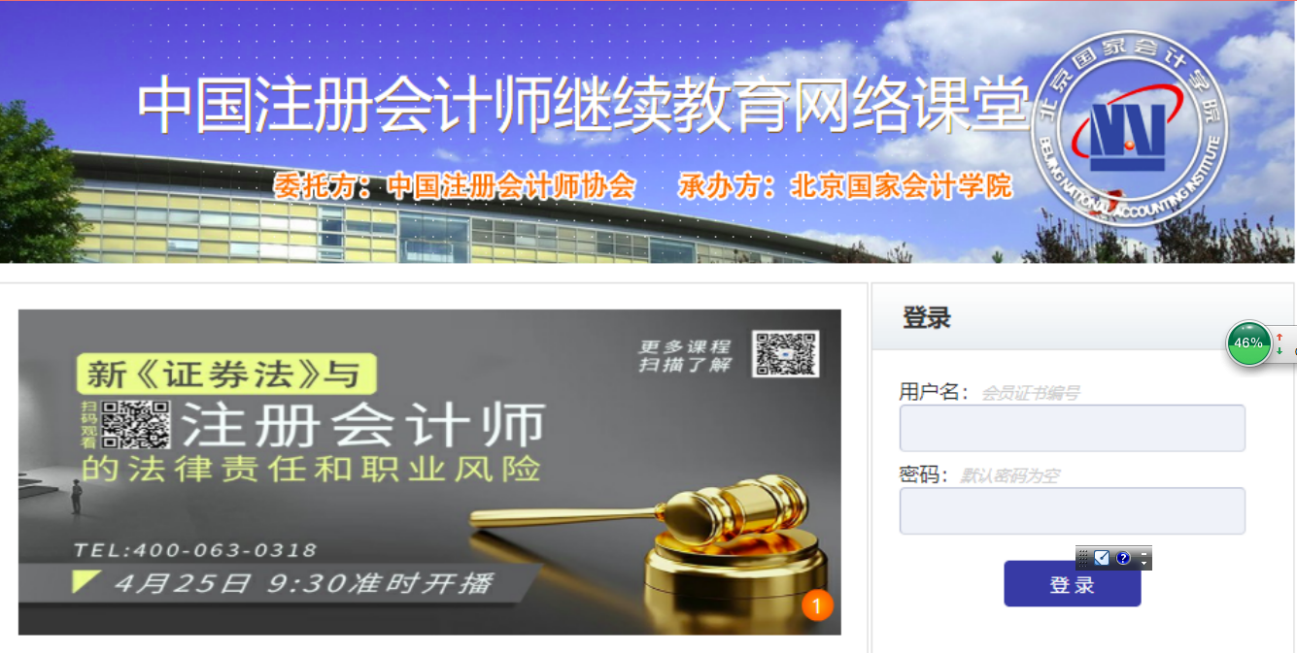 中国注册会计师继续教育网络课堂
委托方：中国注册会计师协会 承办方：北京国家会计学院
北京国家会计学院
BEIJING NATIONAL ACCOUNTING INSTITUTE
更多课程
扫描了解
新《证券法》与
扫码观看
注册会计师
的法律责任和职业风险
TEL:400-063-0318
4月25日 9:30准时开播
1
登录
46%
用户名：会员证书编号
密码：默认密码为空
登 录